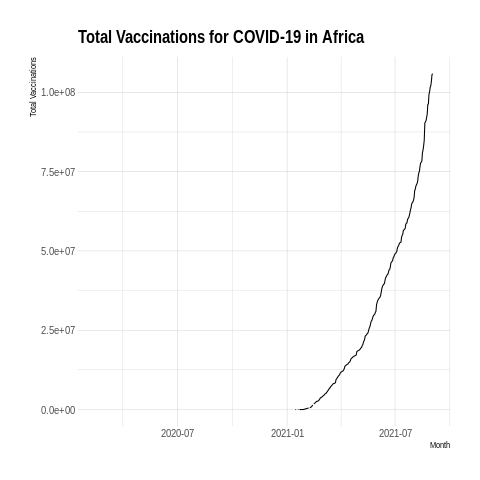 Total Vaccinations for COVID-19 in Africa
Total Vaccinations
1.0e+08
7.5e+07
5.0e+07
2.5e+07
0.0e+00
2020-07
2021-01
2021-07
Month